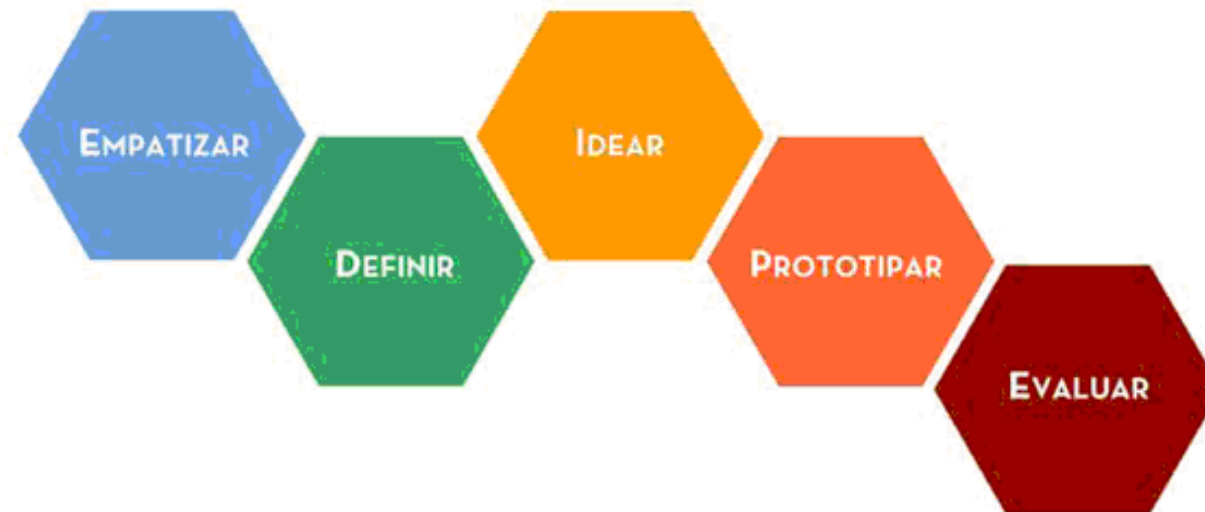 EMPATIZAR
DEFINIR
IDEAR
PROTOTIPAR
EVALUAR